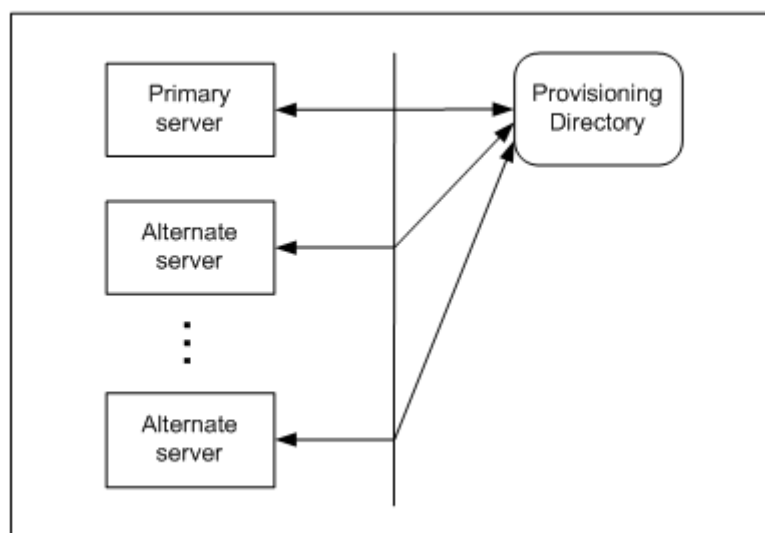 Primary
server
Provisioning
Directory
Alternate
server
Alternate
server